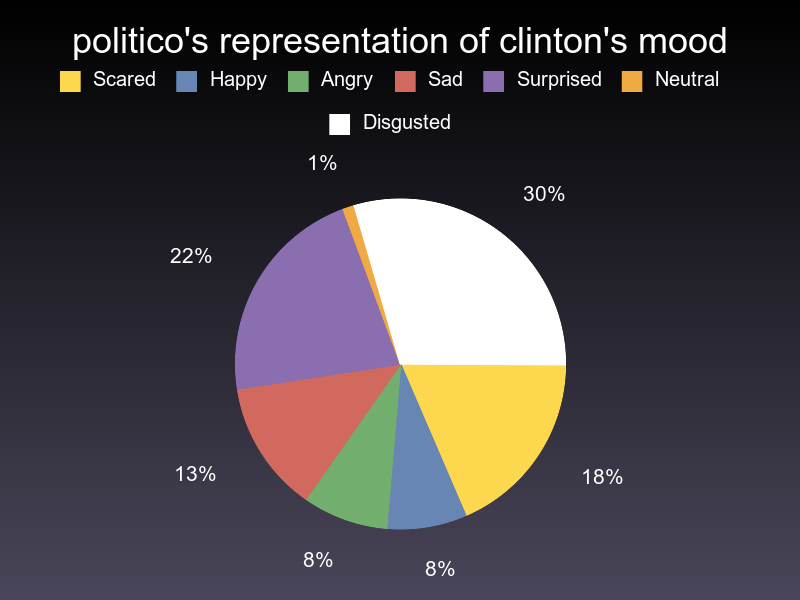 politico's representation of clinton's mood
Scared Happy Angry Sad Surprised Neutral
Disgusted
1%
30%
22%
13%
18%
8%
8%